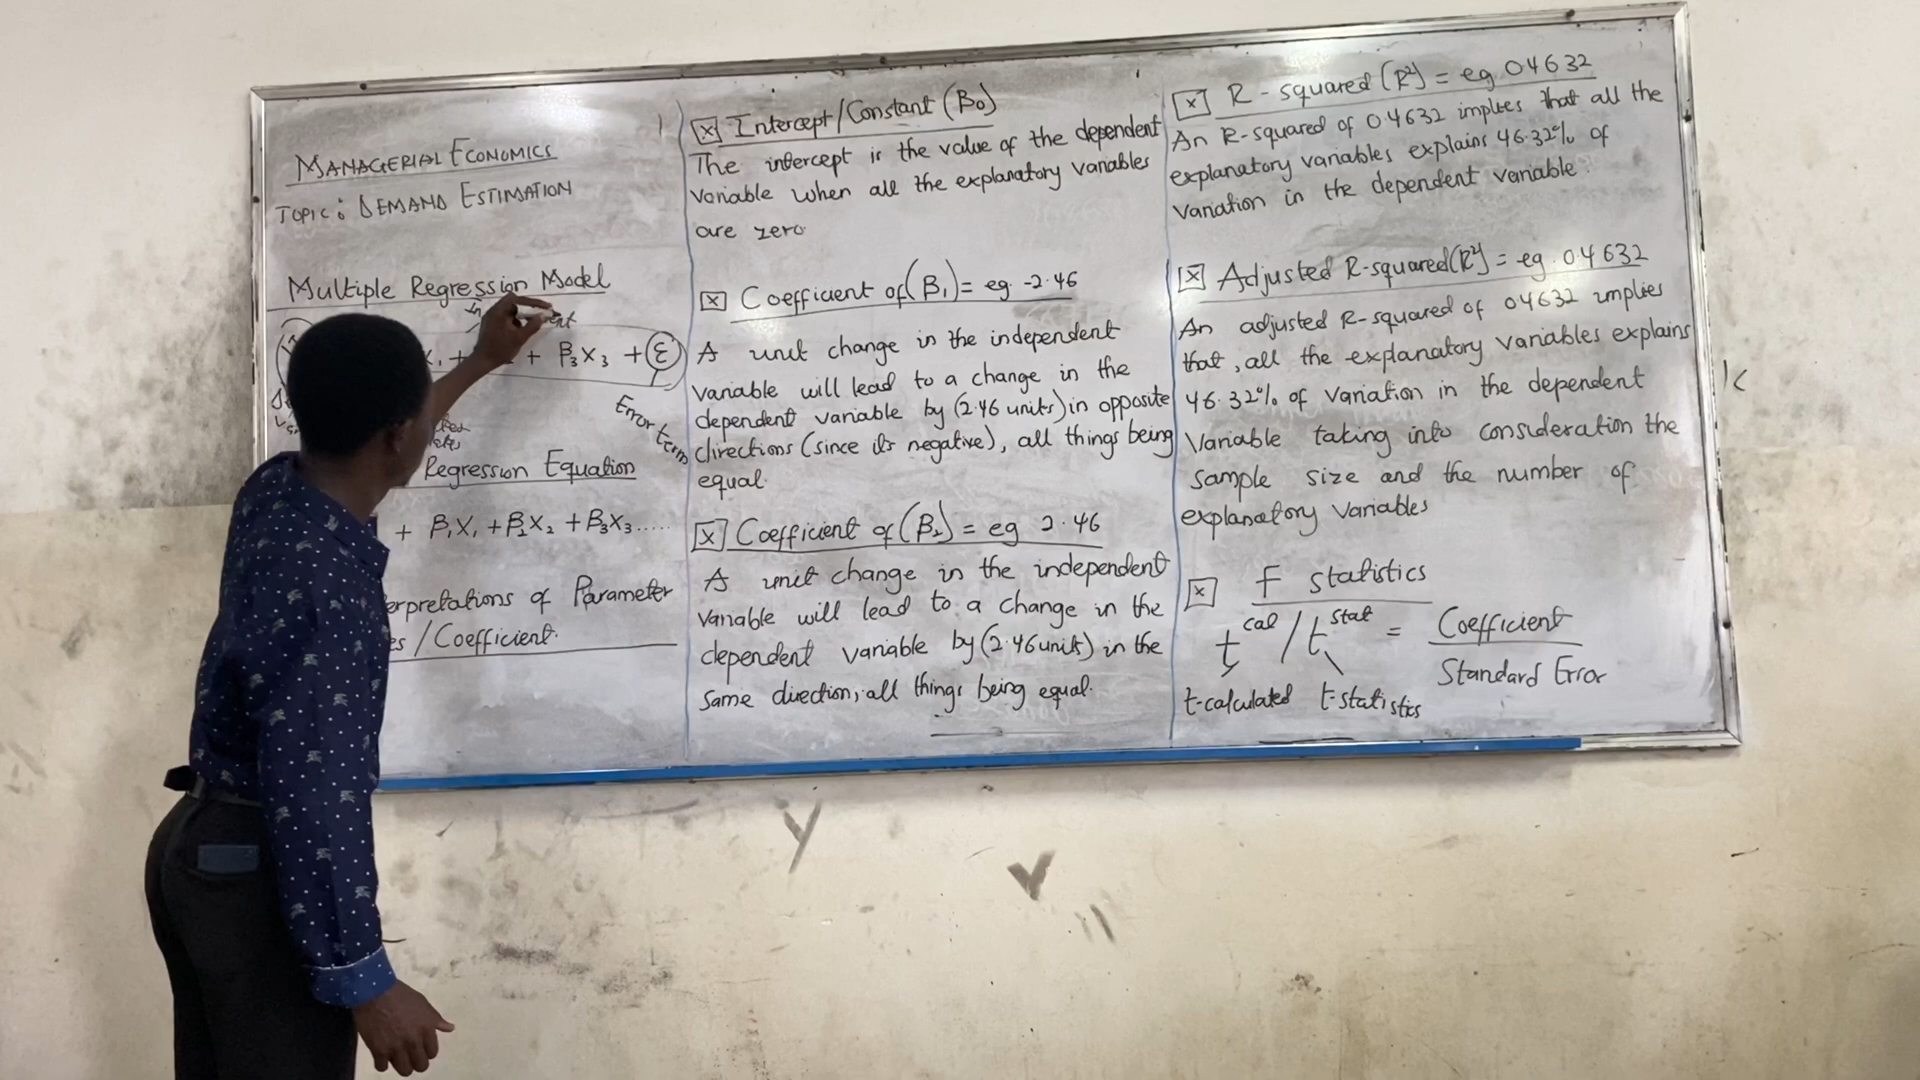 MANAGERIAL ECONOMICS
TOPIC: DEMAND ESTIMATION
Multiple Regression Model
+ β3X3 + ε
Error term
Regression Equation
+ β1X1 + β2X2 + β3X3.....
erpretations of Parameter
es/Coefficient.
[x] Intercept/Constant (β0)
The intercept is the value of the dependent
variable when all the explanatory variables
are zero.
[x] Coefficient of (β1) = eg -2.46
A unit change in the independent
variable will lead to a change in the
dependent variable by (2.46 units) in opposite
directions (since it's negative), all things being
equal.
[x] Coefficient of (β2) = eg 2.46
A unit change in the independent
variable will lead to a change in the
dependent variable by (2.46 units) in the
same direction, all things being equal.
[x] R-squared (R²) = eg 0.4632
An R-squared of 0.4632 implies that all the
explanatory variables explains 46.32% of
variation in the dependent variable.
[x] Adjusted R-squared (R²) = eg. 0.4632
An adjusted R-squared of 0.4632 implies
that, all the explanatory variables explains
46.32% of variation in the dependent
variable taking into consideration the
sample size and the number of
explanatory variables
[x] F statistics
t cal / t stat = Coefficient
Standard Error
t-calculated t-statistics
K